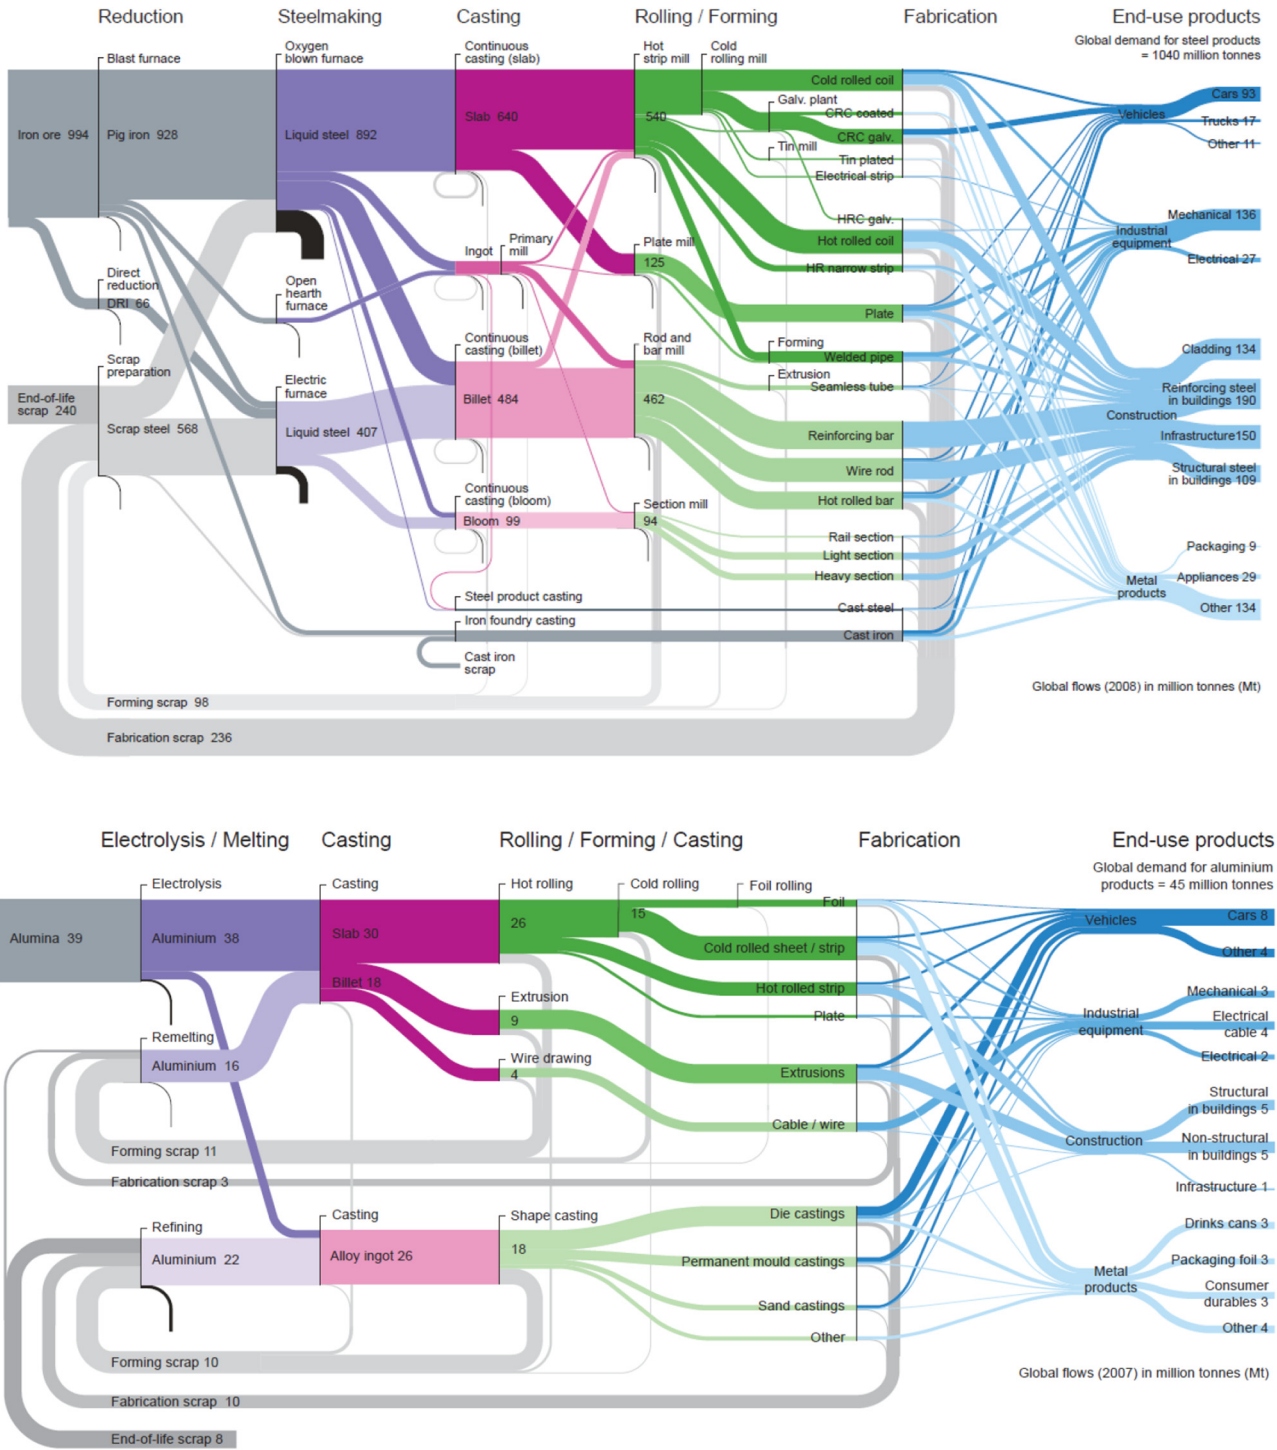 Reduction
Steelmaking
Casting
Rolling / Forming
Fabrication
End-use products
Global demand for steel products
= 1040 million tonnes
Blast furnace
Oxygen
blown furnace
Continuous
casting (slab)
Hot
strip mill
Cold
rolling mill
Iron ore 994
Pig iron 928
Liquid steel 892
Slab 640
540
Galv. plant
Tin mill
Cold rolled coil
CRC coated
CRC galv.
Tin plated
Electrical strip
HRC galv.
Hot rolled coil
HR narrow strip
Vehicles
Cars 93
Trucks 17
Other 11
Direct
reduction
DRI 66
Open
hearth
furnace
Ingot
Primary
mill
Plate mill
125
Plate
Industrial
equipment
Mechanical 136
Electrical 27
Scrap
preparation
End-of-life
scrap 240
Scrap steel 568
Electric
furnace
Liquid steel 407
Continuous
casting (billet)
Billet 484
Rod and
bar mill
462
Forming
Welded pipe
Extrusion
Seamless tube
Reinforcing bar
Wire rod
Hot rolled bar
Construction
Cladding 134
Reinforcing steel
in buildings 190
Infrastructure150
Structural steel
in buildings 109
Continuous
casting (bloom)
Bloom 99
Section mill
94
Rail section
Light section
Heavy section
Steel product casting
Cast steel
Iron foundry casting
Cast iron
Cast iron
scrap
Metal
products
Packaging 9
Appliances 29
Other 134
Forming scrap 98
Fabrication scrap 236
Global flows (2008) in million tonnes (Mt)
Electrolysis / Melting
Casting
Rolling / Forming / Casting
Fabrication
End-use products
Global demand for aluminium
products = 45 million tonnes
Electrolysis
Casting
Hot rolling
Cold rolling
Foil rolling
Alumina 39
Aluminium 38
Slab 30
Billet 18
26
15
Foil
Cold rolled sheet / strip
Hot rolled strip
Plate
Vehicles
Cars 8
Other 4
Extrusion
9
Wire drawing
4
Extrusions
Cable / wire
Industrial
equipment
Mechanical 3
Electrical
cable 4
Electrical 2
Remelting
Aluminium 16
Forming scrap 11
Fabrication scrap 3
Construction
Structural
in buildings 5
Non-structural
in buildings 5
Infrastructure 1
Refining
Aluminium 22
Casting
Alloy ingot 26
Shape casting
18
Die castings
Permanent mould castings
Sand castings
Other
Metal
products
Drinks cans 3
Packaging foil 3
Consumer
durables 3
Other 4
Forming scrap 10
Fabrication scrap 10
End-of-life scrap 8
Global flows (2007) in million tonnes (Mt)